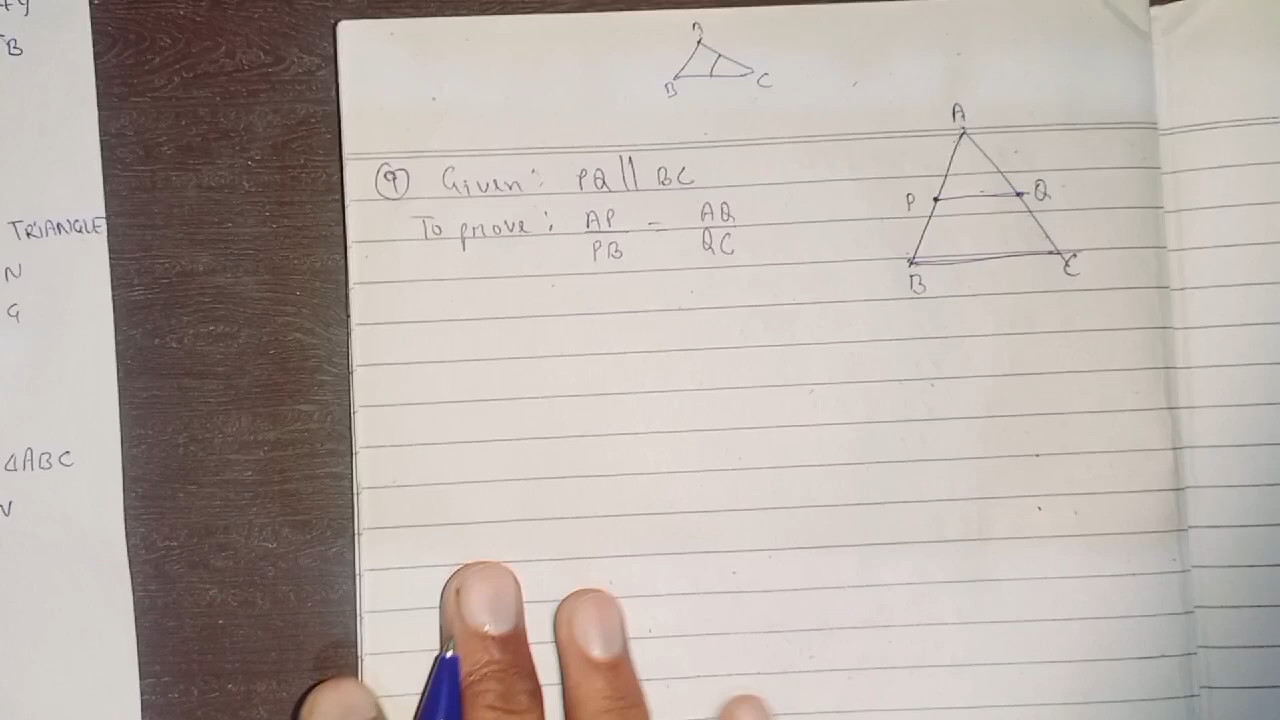 B
TRIANGLE
N
G
ΔABC
V
B
C
A
P
Q
B
C
9 Given: PQ || BC
To prove: AP/PB = AQ/QC